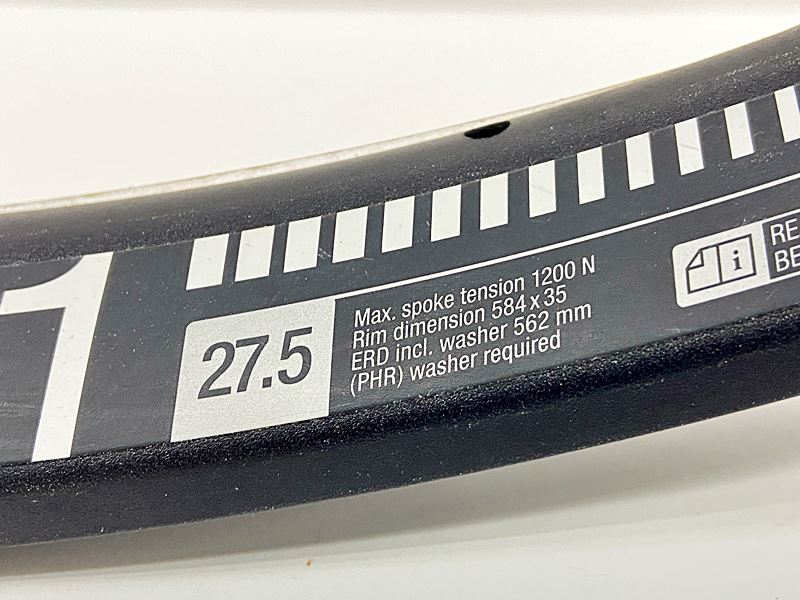 1
27.5
Max. spoke tension 1200 N
Rim dimension 584 x 35
ERD incl. washer 562 mm
(PHR) washer required
i
RE
BE